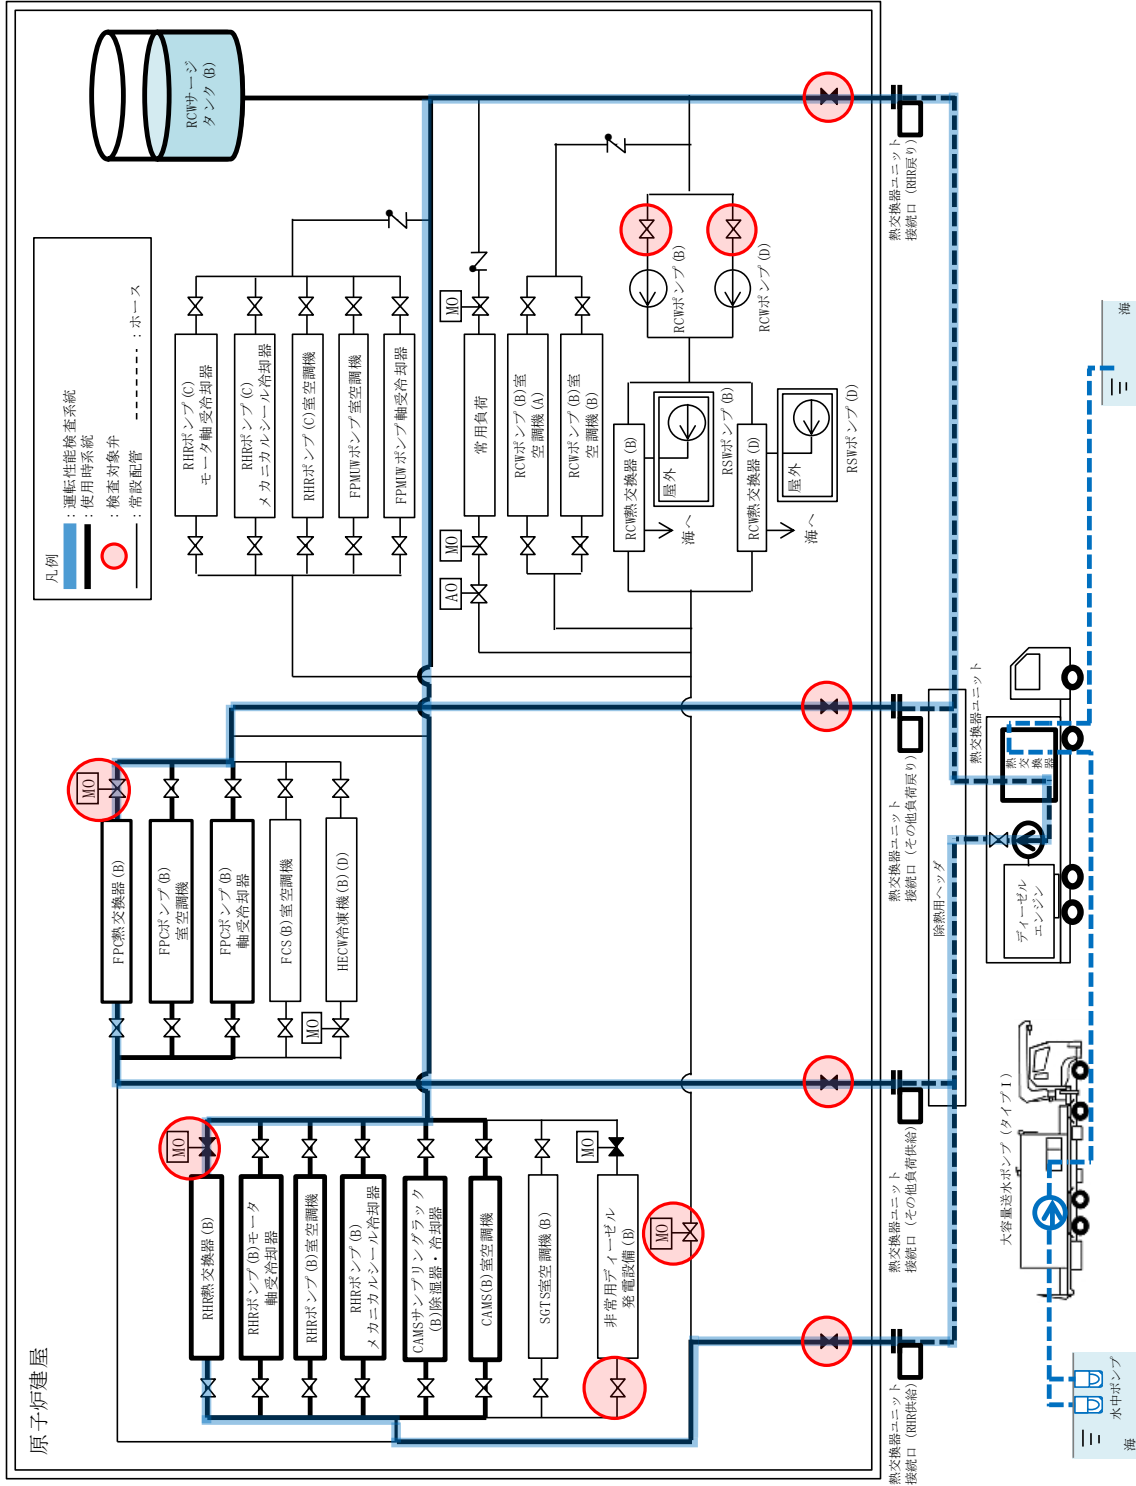 原子炉建屋
凡例
：運転性能検査系統
：使用時系統
：検査対象弁
：常設配管
：ホース
RCWサージ
タンク(B)
RHRポンプ(C)
モータ軸受冷却器
RHRポンプ(C)
メカニカルシール冷却器
RHRポンプ(C)室空調機
FPMUWポンプ室空調機
FPMUWポンプ軸受冷却器
MO
常用負荷
MO
AO
RCWポンプ(B)室
空調機(A)
RCWポンプ(B)室
空調機(B)
RCWポンプ(B)
RCWポンプ(D)
RCW熱交換器(B)
海へ
屋外
RSWポンプ(B)
RCW熱交換器(D)
海へ
屋外
RSWポンプ(D)
MO
FPC熱交換器(B)
FPCポンプ(B)
室空調機
FPCポンプ(B)
軸受冷却器
FCS(B)室空調機
HECW冷凍機(B)(D)
MO
MO
RHR熱交換器(B)
RHRポンプ(B)モータ
軸受冷却器
RHRポンプ(B)室空調機
RHRポンプ(B)
メカニカルシール冷却器
CAMSサンプリングラック
(B)除湿器・冷却器
CAMS(B)室空調機
SGTS室空調機(B)
MO
非常用ディーゼル
発電設備(B)
MO
熱交換器ユニット
接続口（RHR戻り）
熱交換器ユニット
接続口（その他負荷戻り）
熱交換器ユニット
接続口（その他負荷供給）
熱交換器ユニット
接続口（RHR供給）
除熱用ヘッダ
熱交換器ユニット
熱交換器
ディーゼル
エンジン
大容量送水ポンプ（タイプⅠ）
水中ポンプ
海
海